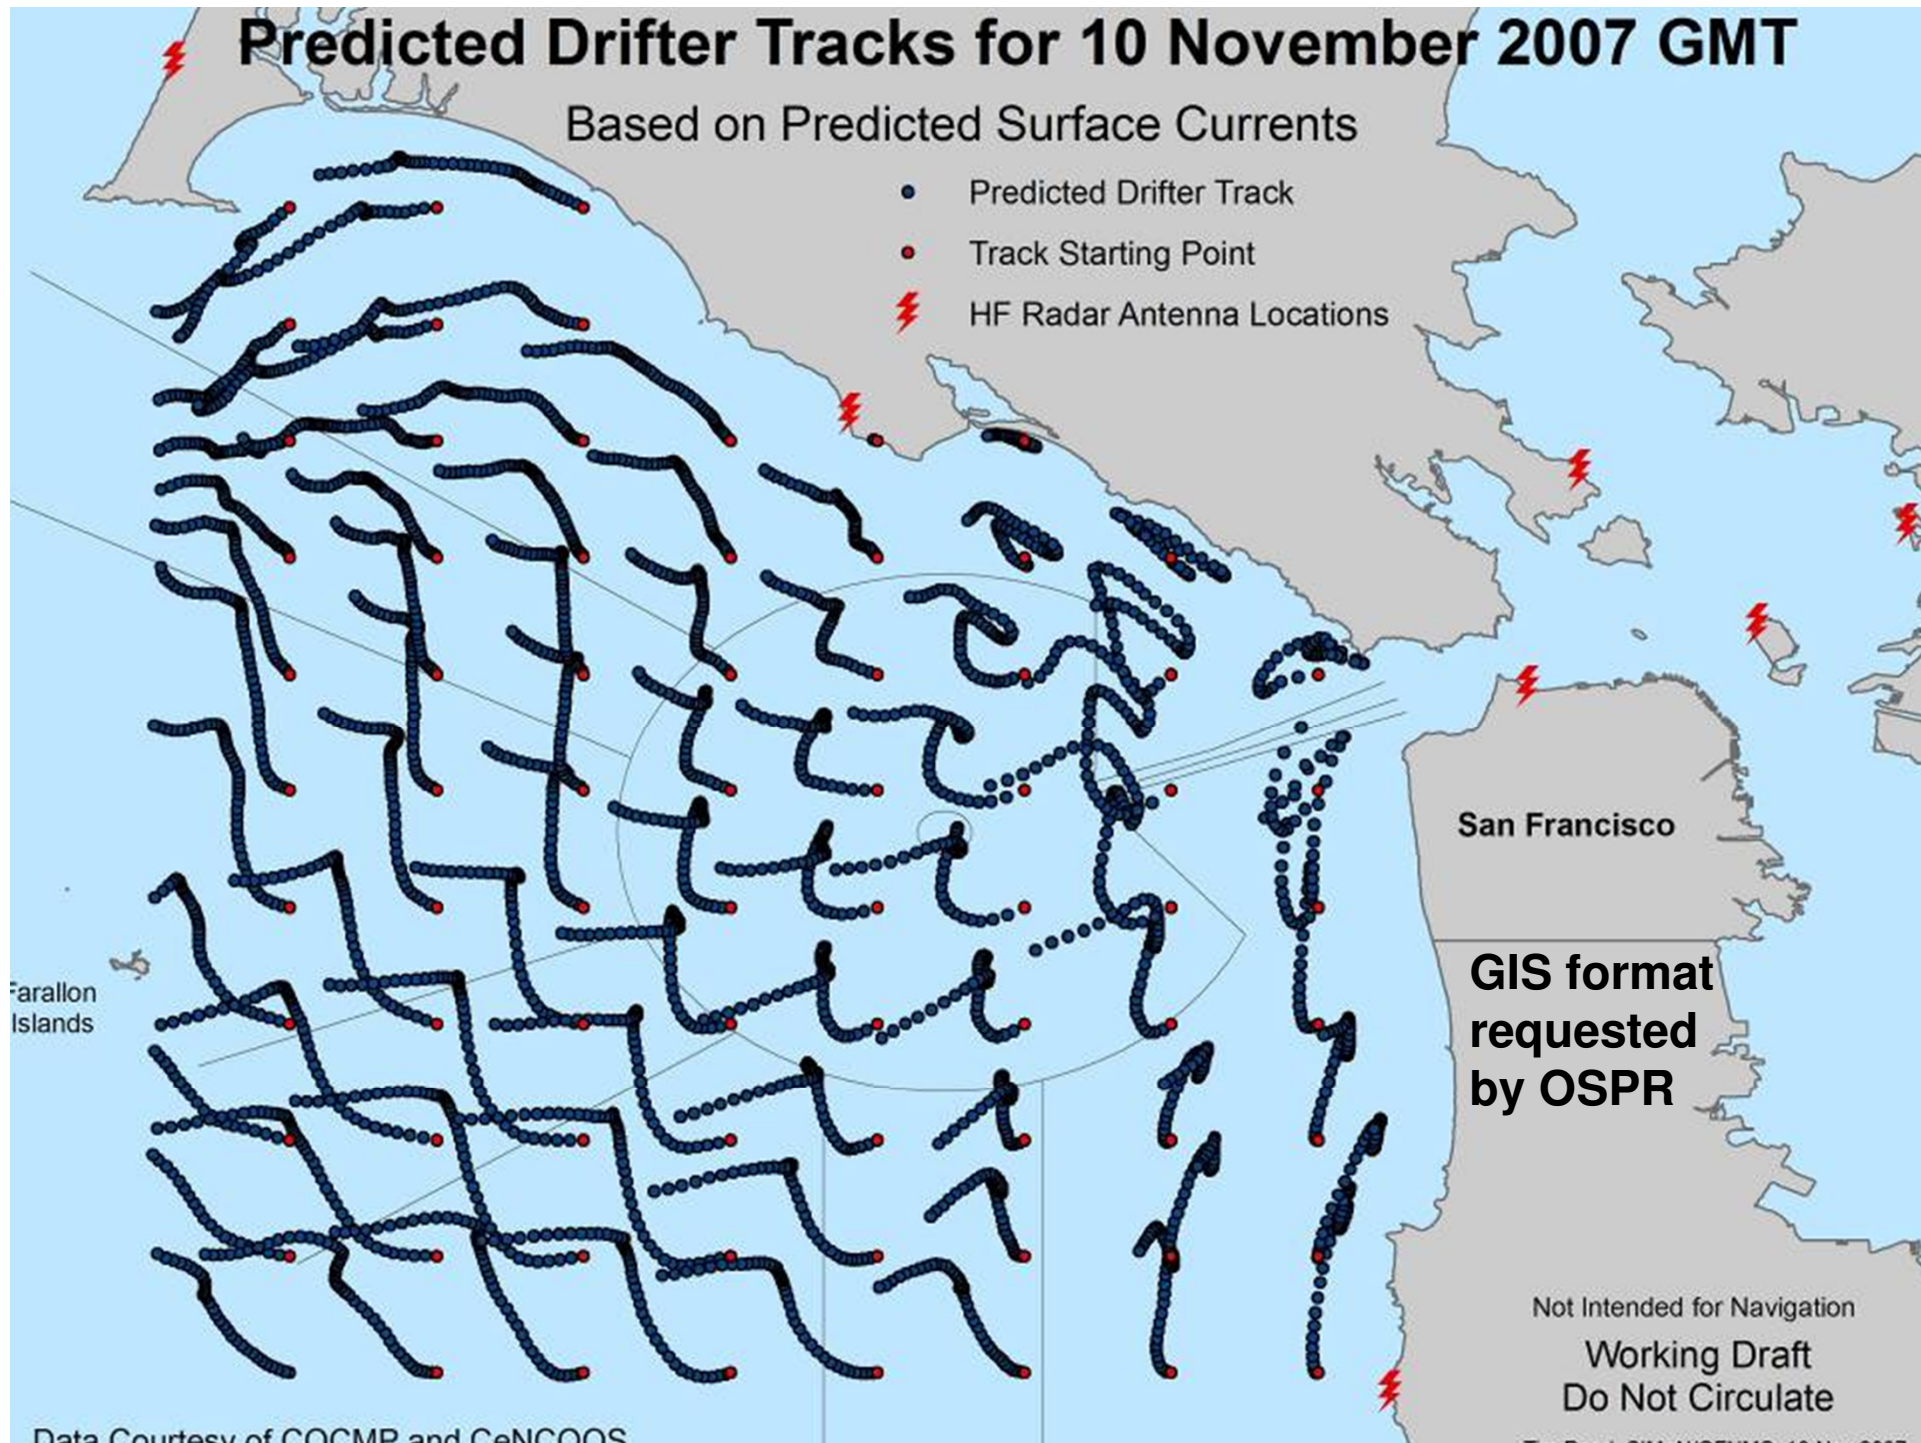 Predicted Drifter Tracks for 10 November 2007 GMT
Based on Predicted Surface Currents
Predicted Drifter Track
Track Starting Point
HF Radar Antenna Locations
San Francisco
GIS format
requested
by OSPR
Farallon
Islands
Not Intended for Navigation
Working Draft
Do Not Circulate
Data Courtesy of COCMP and CeNCOOS